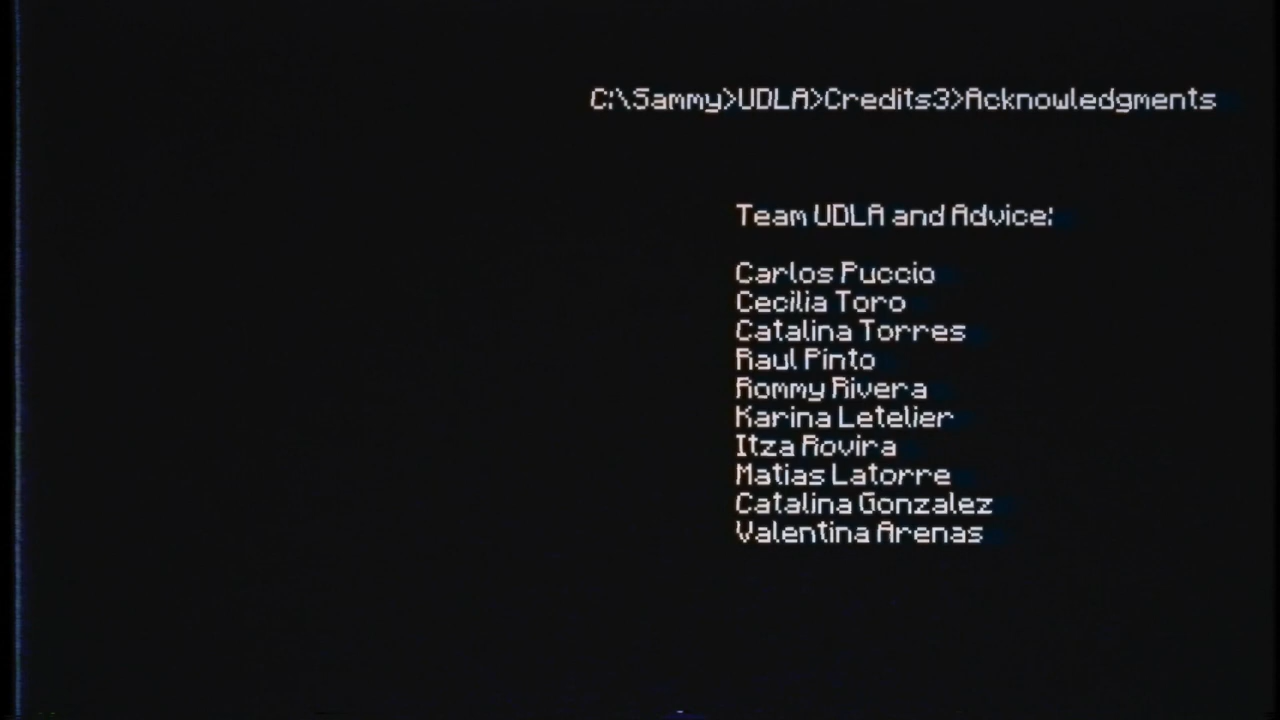 C:\Sammy>UDLA>Credits3>Acknowledgments
Team UDLA and Advice:
Carlos Puccio
Cecilia Toro
Catalina Torres
Raul Pinto
Rommy Rivera
Karina Letelier
Itza Rovira
Matias Latorre
Catalina Gonzalez
Valentina Arenas